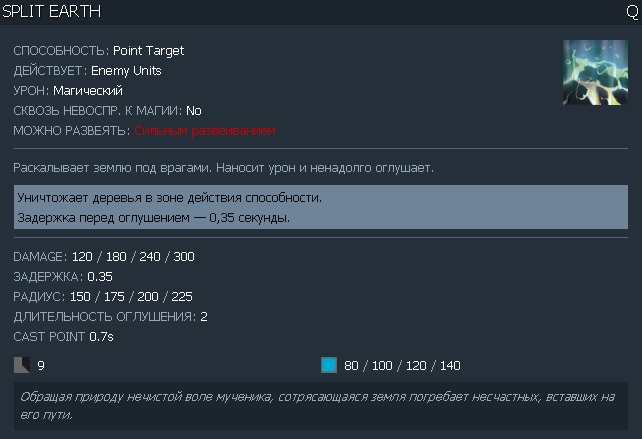 SPLIT EARTH Q
СПОСОБНОСТЬ: Point Target
ДЕЙСТВУЕТ: Enemy Units
УРОН: Магический
СКВОЗЬ НЕВОСПР. К МАГИИ: No
МОЖНО РАЗВЕЯТЬ: Сильным развеиванием
Раскалывает землю под врагами. Наносит урон и ненадолго оглушает.
Уничтожает деревья в зоне действия способности.
Задержка перед оглушением — 0,35 секунды.
DAMAGE: 120 / 180 / 240 / 300
ЗАДЕРЖКА: 0.35
РАДИУС: 150 / 175 / 200 / 225
ДЛИТЕЛЬНОСТЬ ОГЛУШЕНИЯ: 2
CAST POINT 0.7s
9 80 / 100 / 120 / 140
Обращая природу нечистой воле мученика, сотрясающаяся земля погребает несчастных, вставших на
его пути.